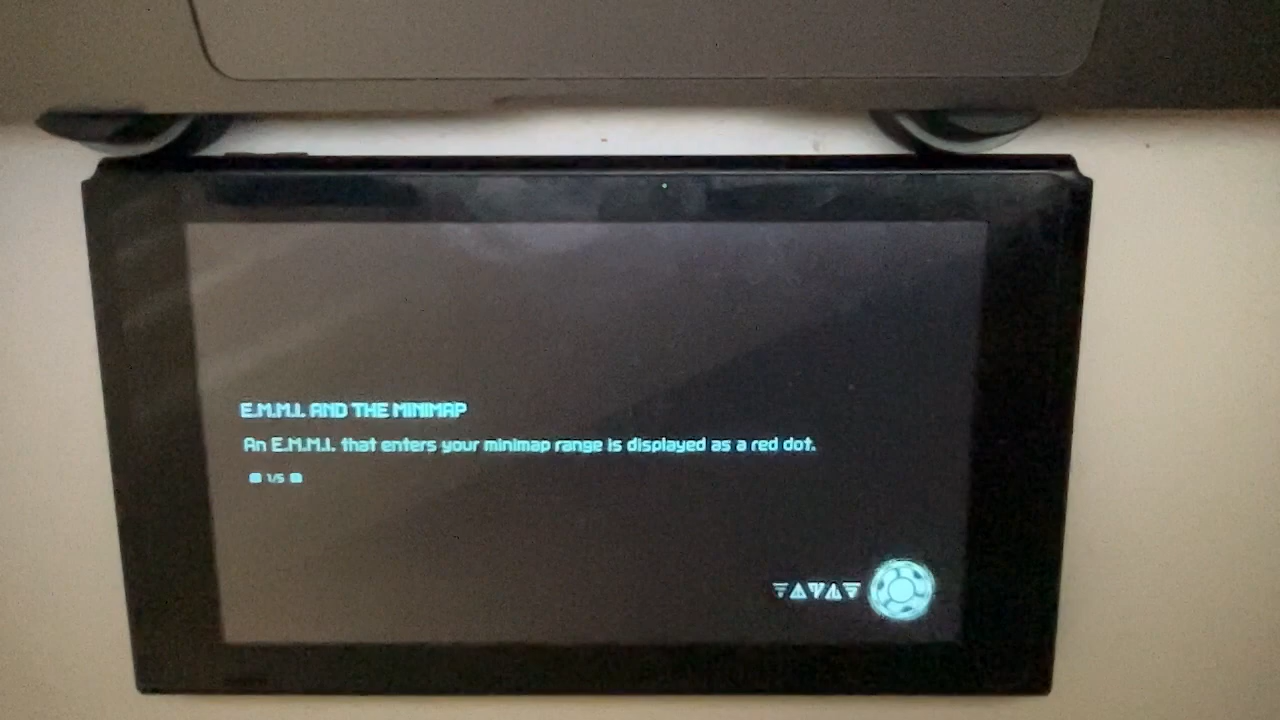 E.M.M.I. AND THE MINIMAP
An E.M.M.I. that enters your minimap range is displayed as a red dot.
1/5